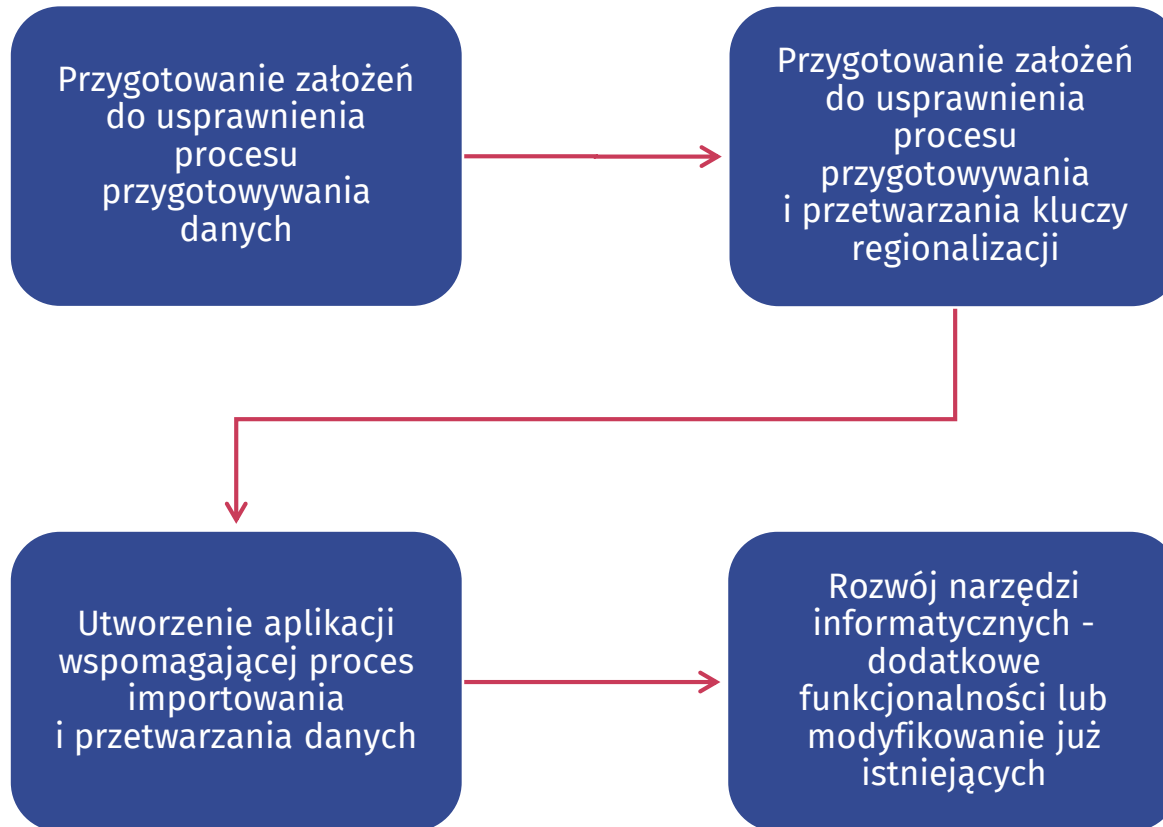 Przygotowanie założeń
do usprawnienia
procesu
przygotowywania
danych
Przygotowanie założeń
do usprawnienia
procesu
przygotowywania
i przetwarzania kluczy
regionalizacji
Utworzenie aplikacji
wspomagającej proces
importowania
i przetwarzania danych
Rozwój narzędzi
informatycznych -
dodatkowe
funkcjonalności lub
modyfikowanie już
istniejących